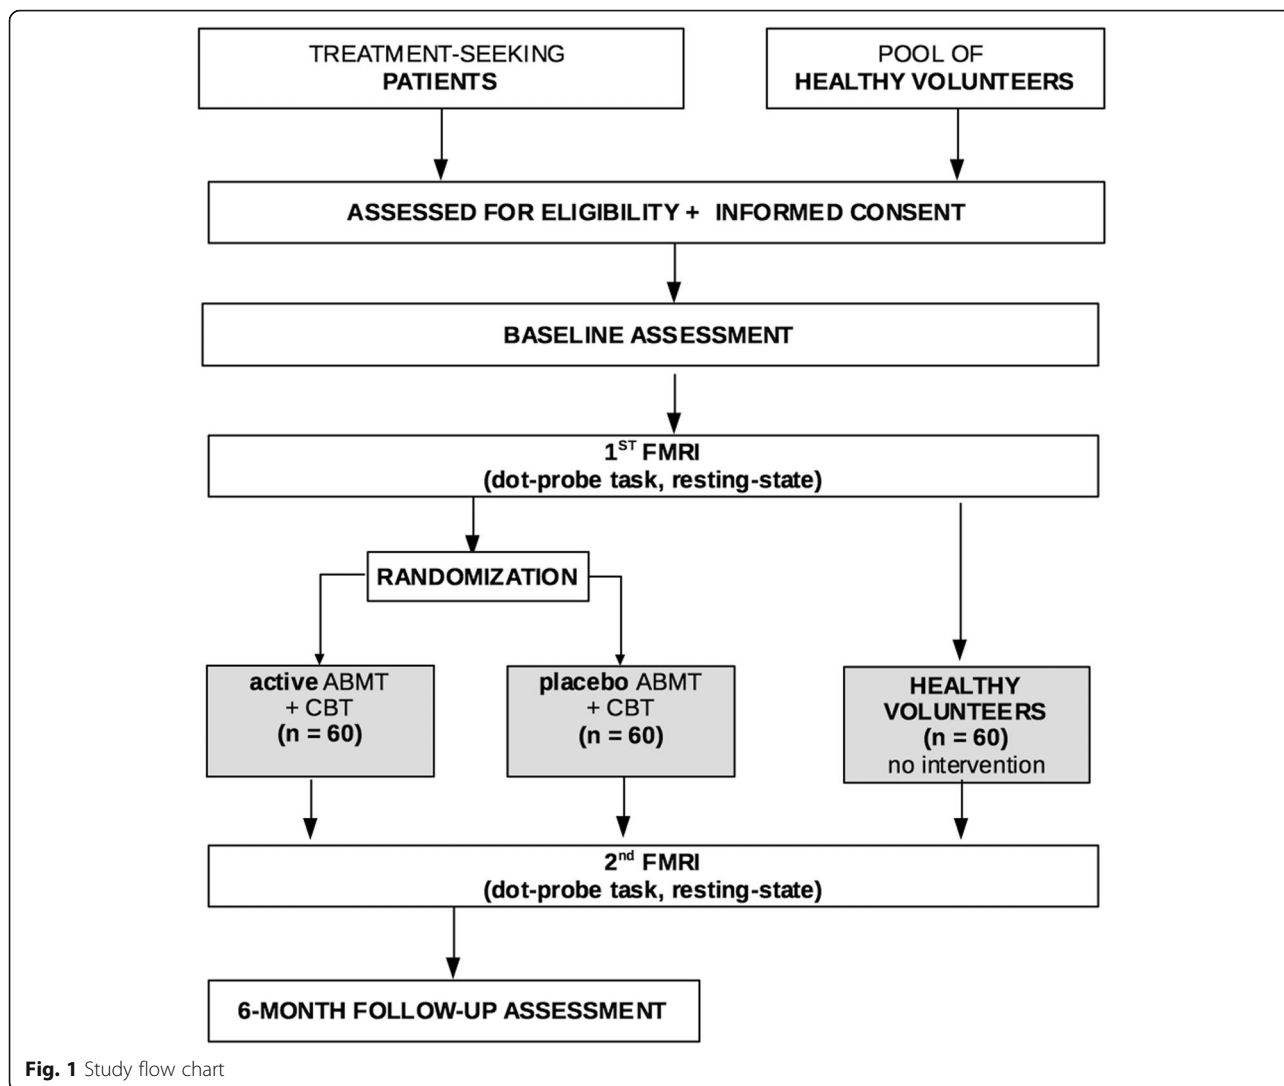 TREATMENT-SEEKING
PATIENTS
POOL OF
HEALTHY VOLUNTEERS
ASSESSED FOR ELIGIBILITY + INFORMED CONSENT
BASELINE ASSESSMENT
1ST FMRI
(dot-probe task, resting-state)
RANDOMIZATION
active ABMT
+ CBT
(n = 60)
placebo ABMT
+ CBT
(n = 60)
HEALTHY
VOLUNTEERS
(n = 60)
no intervention
2nd FMRI
(dot-probe task, resting-state)
6-MONTH FOLLOW-UP ASSESSMENT
Fig. 1 Study flow chart